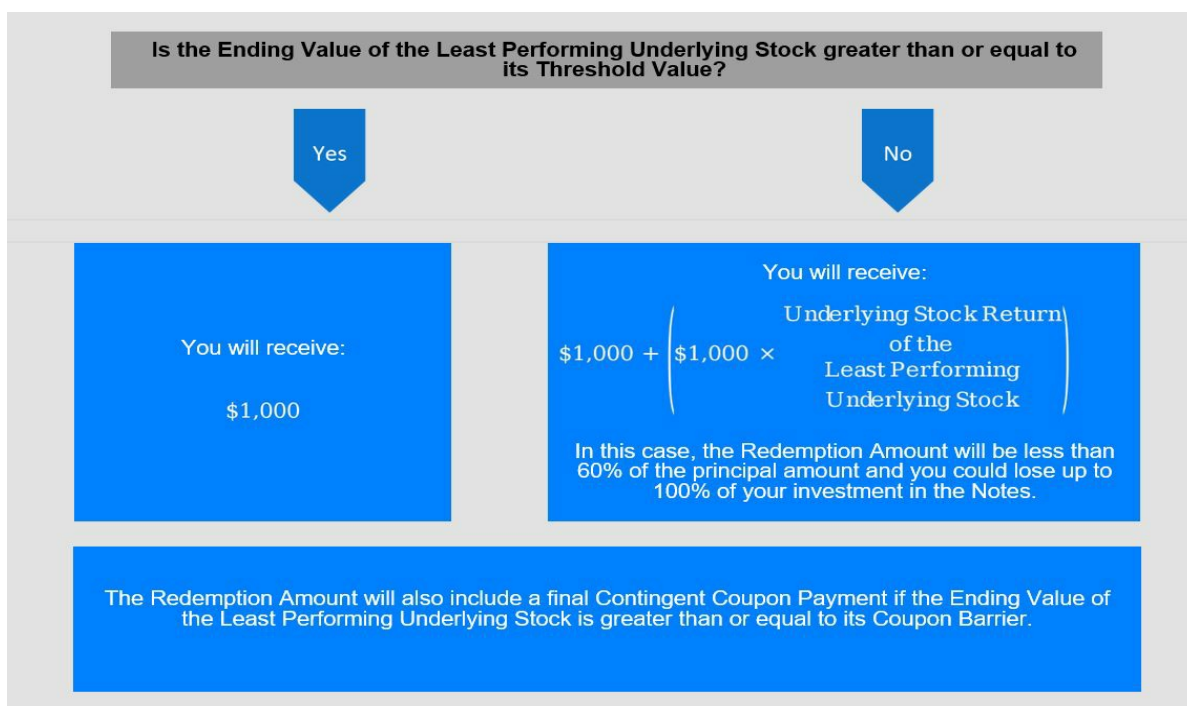 Is the Ending Value of the Least Performing Underlying Stock greater than or equal to
its Threshold Value?
Yes
No
You will receive:
$1,000
You will receive:
$1,000 + ($1,000 × Underlying Stock Return
of the
Least Performing
Underlying Stock)
In this case, the Redemption Amount will be less than
60% of the principal amount and you could lose up to
100% of your investment in the Notes.
The Redemption Amount will also include a final Contingent Coupon Payment if the Ending Value of
the Least Performing Underlying Stock is greater than or equal to its Coupon Barrier.